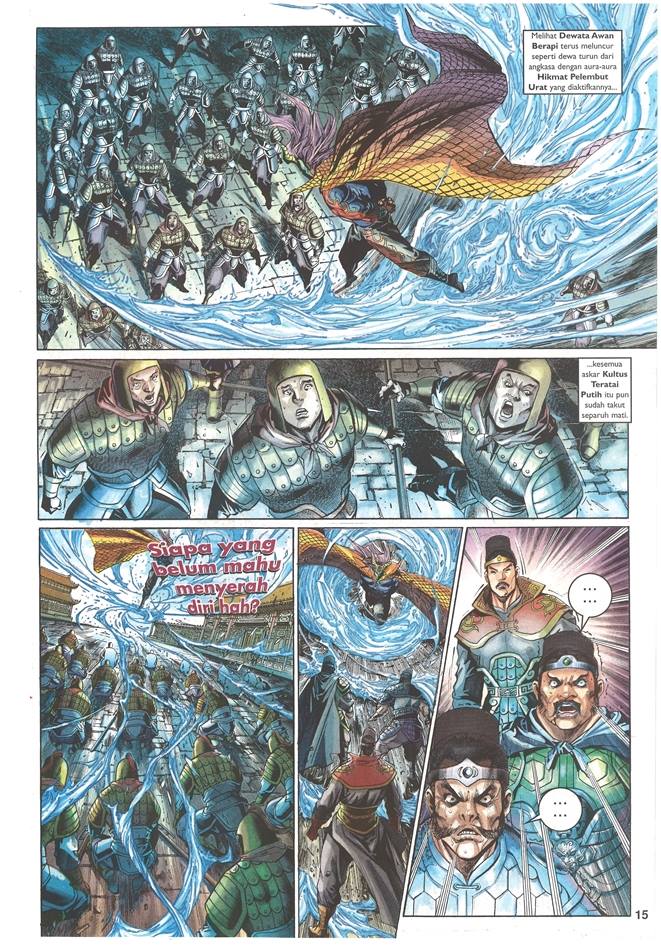 Melihat Dewata Awan
Berapi terus meluncur
seperti dewa turun dari
angkasa dengan aura-aura
Hikmat Pelembut
Urat yang diaktifkannya...
...kesemua
askar Kultus
Teratai
Putih itu pun
sudah takut
separuh mati.
Siapa yang
belum mahu
menyerah
diri hah?
...
...
...
...
15